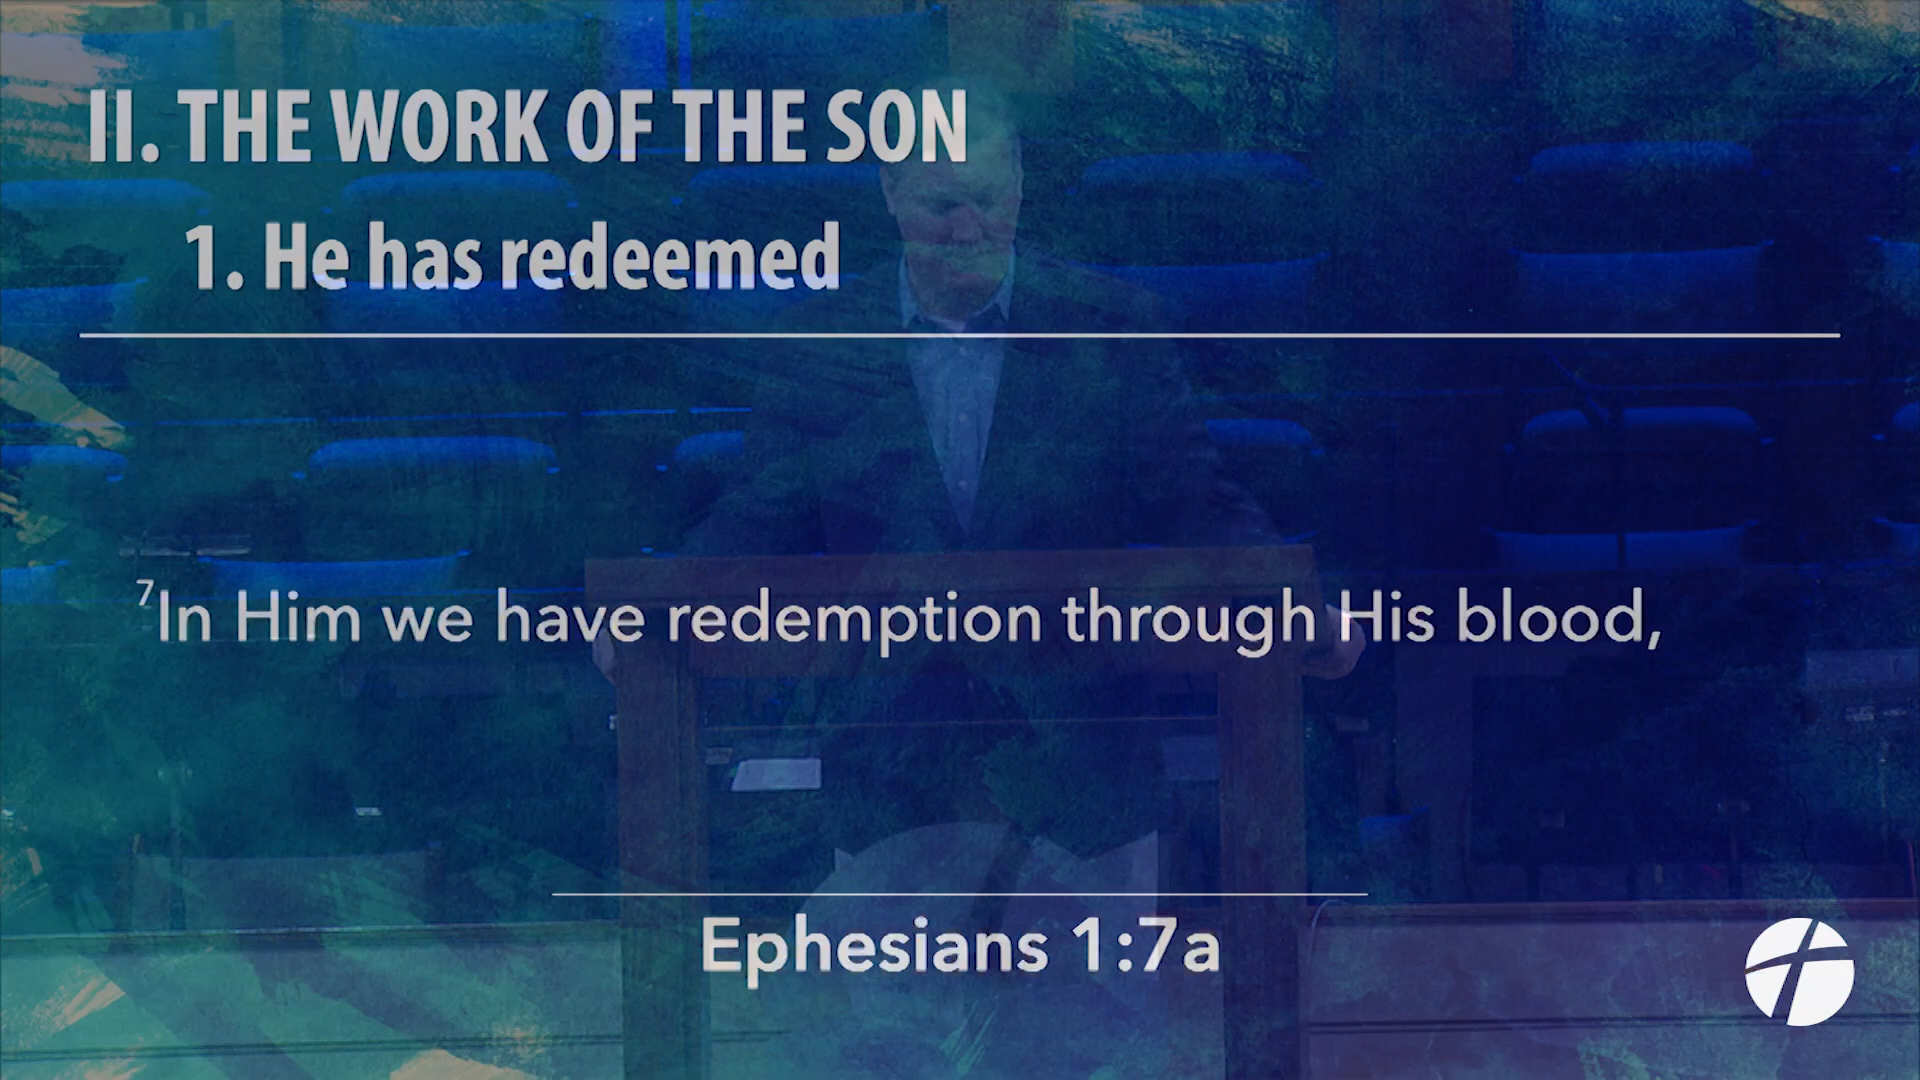 II. THE WORK OF THE SON
1. He has redeemed
7In Him we have redemption through His blood,
Ephesians 1:7a